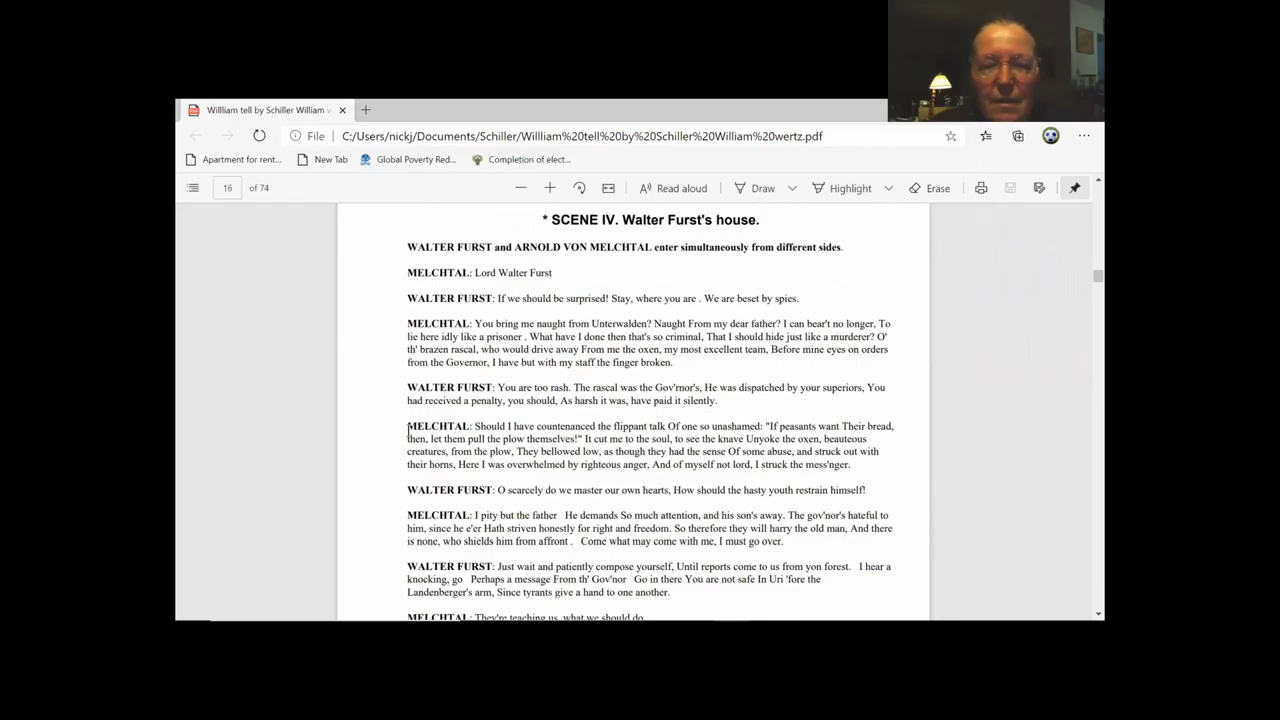 Willliam tell by Schiller William w
File C:/Users/nickj/Documents/Schiller/Willliam%20tell%20by%20Schiller%20William%20wertz.pdf
Apartment for rent... New Tab Global Poverty Red... Completion of elect...
16 of 74 Read aloud Draw Highlight Erase
* SCENE IV. Walter Furst's house.
WALTER FURST and ARNOLD VON MELCHTAL enter simultaneously from different sides.
MELCHTAL: Lord Walter Furst
WALTER FURST: If we should be surprised! Stay, where you are . We are beset by spies.
MELCHTAL: You bring me naught from Unterwalden? Naught From my dear father? I can bear't no longer, To
lie here idly like a prisoner . What have I done then that's so criminal, That I should hide just like a murderer? O'
th' brazen rascal, who would drive away From me the oxen, my most excellent team, Before mine eyes on orders
from the Governor, I have but with my staff the finger broken.
WALTER FURST: You are too rash. The rascal was the Gov'rnor's, He was dispatched by your superiors, You
had received a penalty, you should, As harsh it was, have paid it silently.
MELCHTAL: Should I have countenanced the flippant talk Of one so unashamed: "If peasants want Their bread,
then, let them pull the plow themselves!" It cut me to the soul, to see the knave Unyoke the oxen, beauteous
creatures, from the plow, They bellowed low, as though they had the sense Of some abuse, and struck out with
their horns, Here I was overwhelmed by righteous anger, And of myself not lord, I struck the mess'nger.
WALTER FURST: O scarcely do we master our own hearts, How should the hasty youth restrain himself!
MELCHTAL: I pity but the father He demands So much attention, and his son's away. The gov'nor's hateful to
him, since he e'er Hath striven honestly for right and freedom. So therefore they will harry the old man, And there
is none, who shields him from affront . Come what may come with me, I must go over.
WALTER FURST: Just wait and patiently compose yourself, Until reports come to us from yon forest. I hear a
knocking, go Perhaps a message From th' Gov'nor Go in there You are not safe In Uri 'fore the
Landenberger's arm, Since tyrants give a hand to one another.
MELCHTAL: They're teaching us, what we should do.